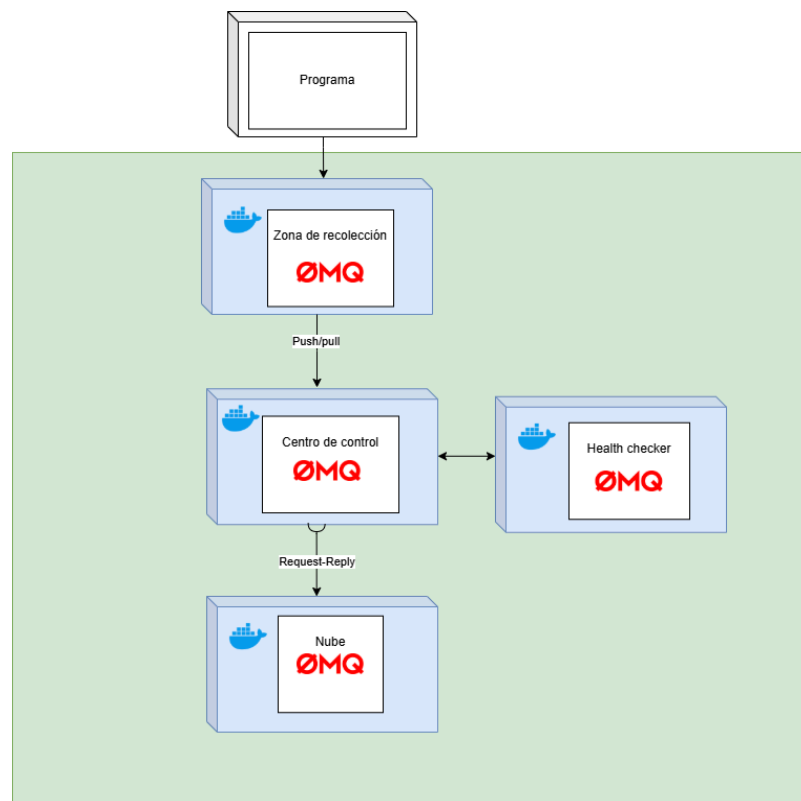 Programa
Zona de recolección
ØMQ
Push/pull
Centro de control
ØMQ
Health checker
ØMQ
Request-Reply
Nube
ØMQ